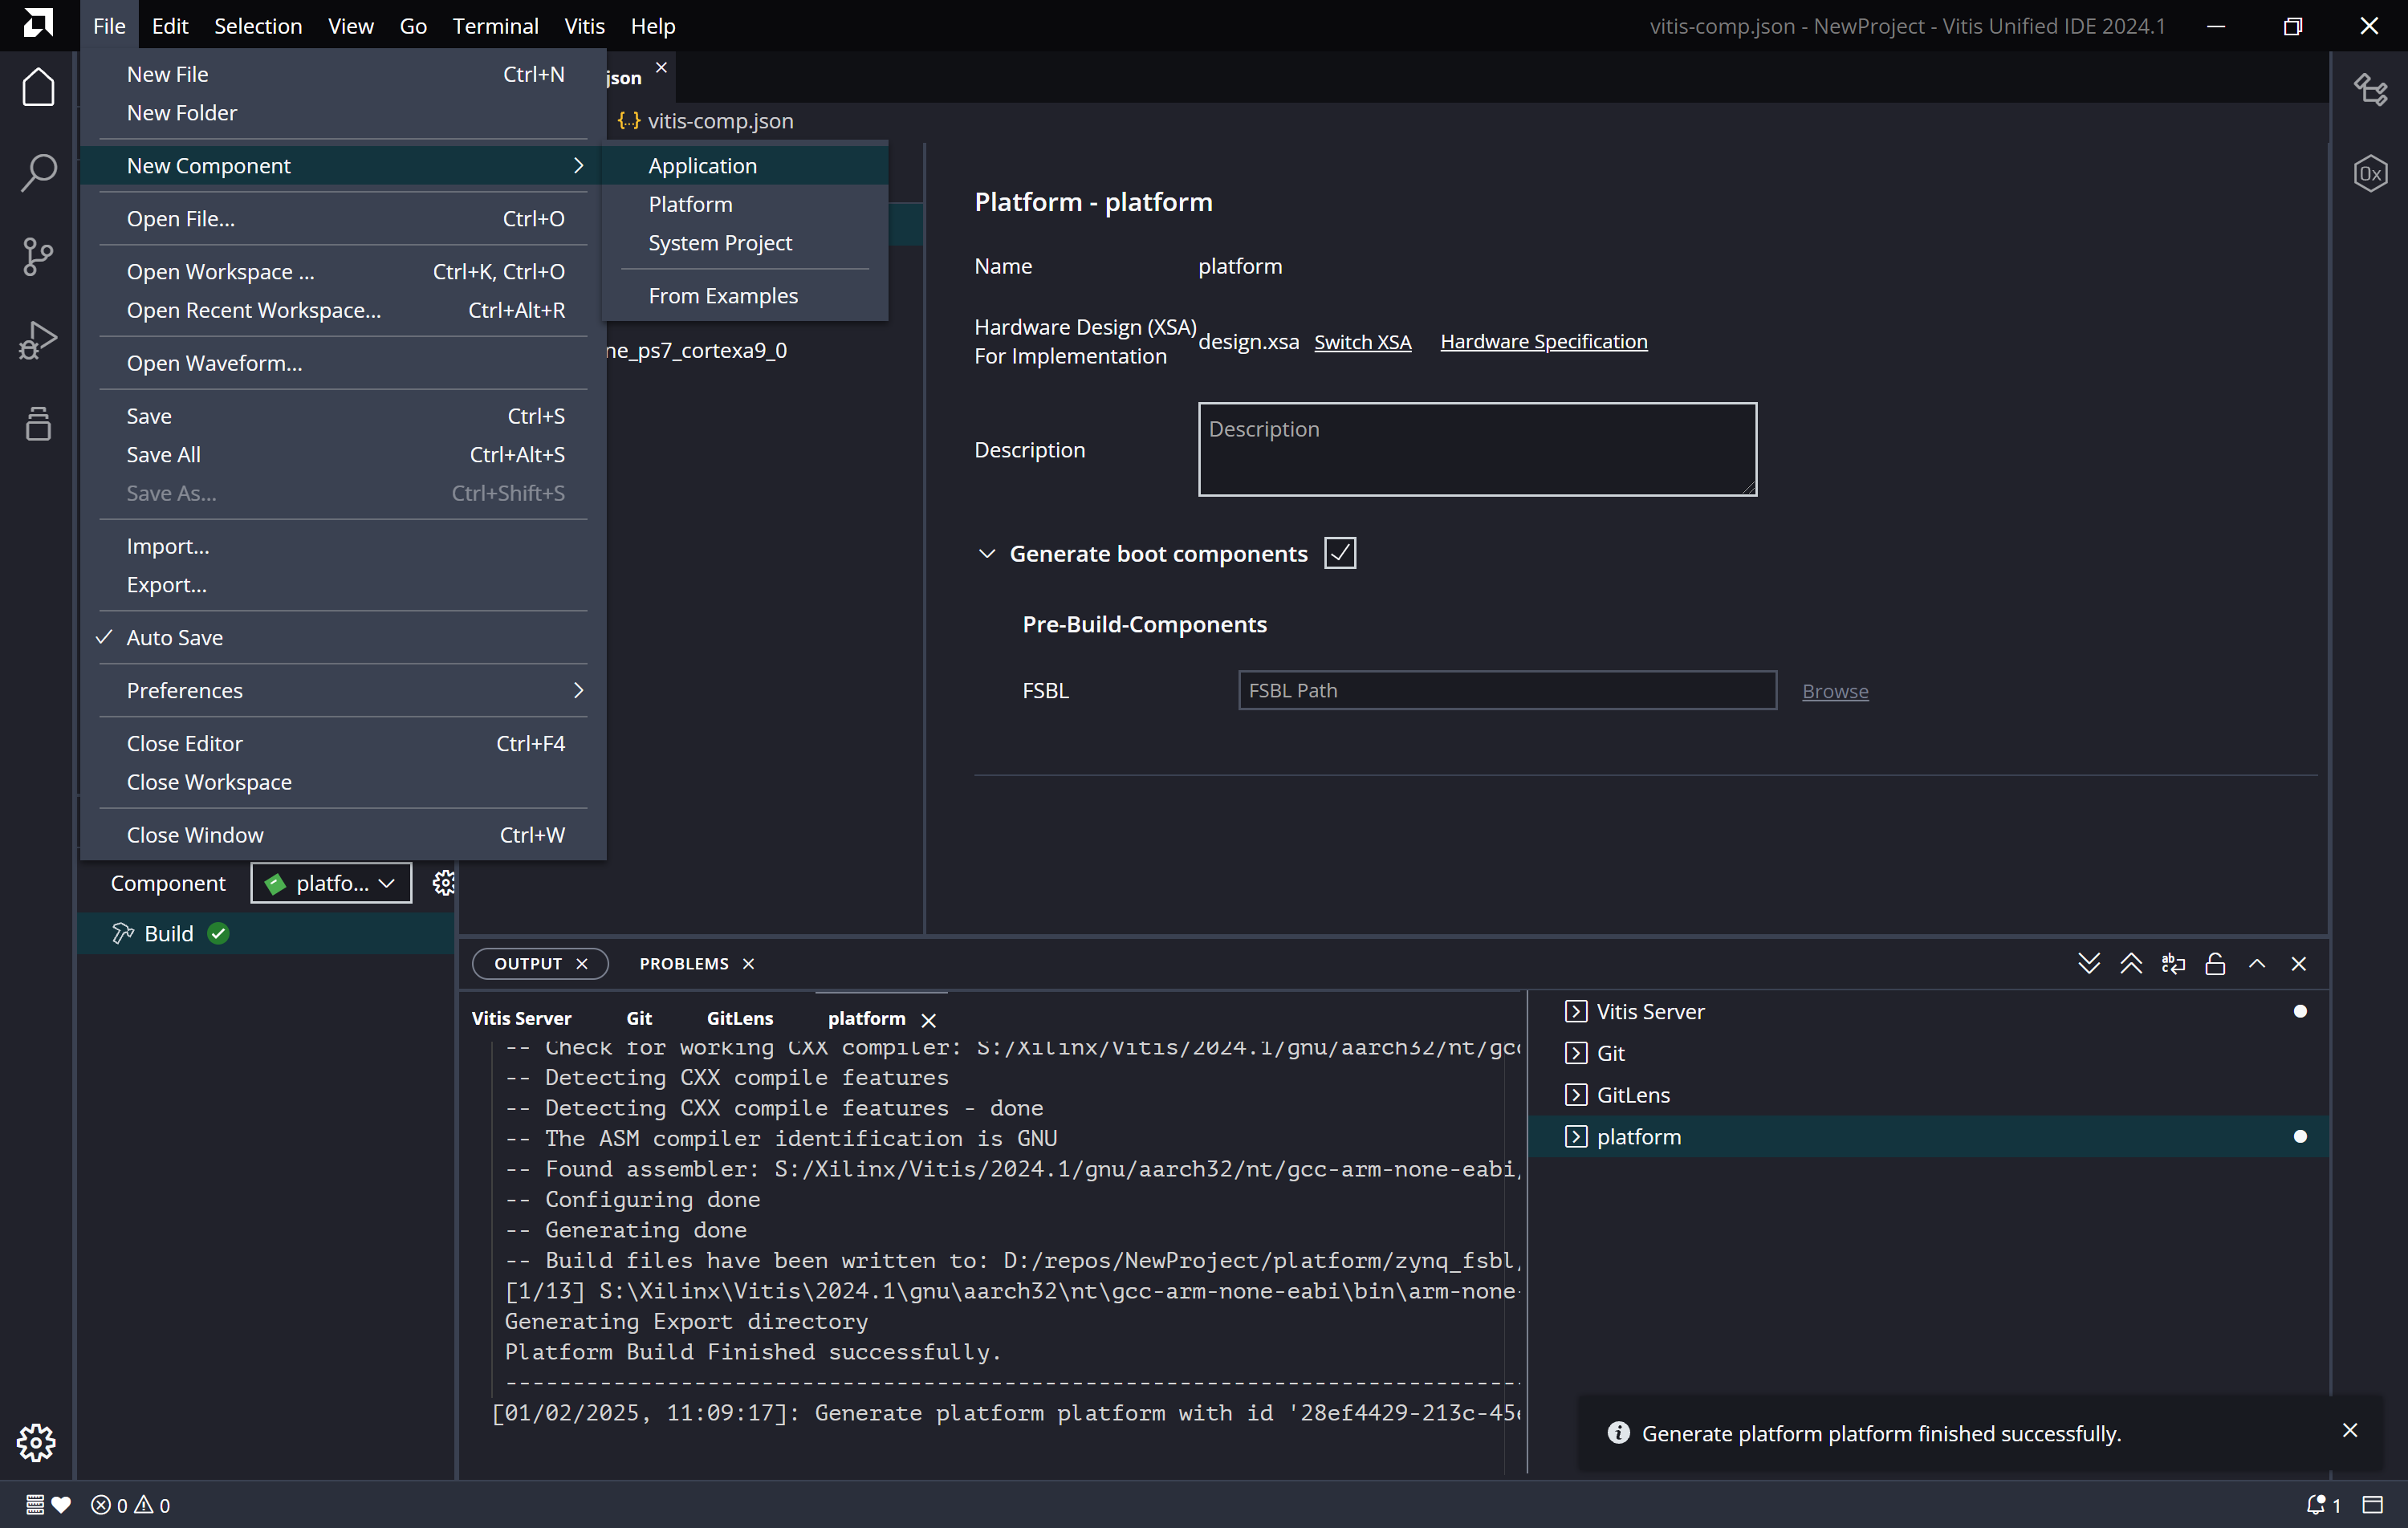 File Edit Selection View Go Terminal Vitis Help
vitis-comp.json - NewProject - Vitis Unified IDE 2024.1
New File Ctrl+N
New Folder
New Component
Open File... Ctrl+O
Open Workspace ... Ctrl+K, Ctrl+O
Open Recent Workspace... Ctrl+Alt+R
Open Waveform...
Save Ctrl+S
Save All Ctrl+Alt+S
Save As... Ctrl+Shift+S
Import...
Export...
Auto Save
Preferences
Close Editor Ctrl+F4
Close Workspace
Close Window Ctrl+W
Application
Platform
System Project
From Examples
json
{..} vitis-comp.json
ne_ps7_cortexa9_0
0x
Platform - platform
Name platform
Hardware Design (XSA)
For Implementation
design.xsa Switch XSA Hardware Specification
Description Description
Generate boot components
Pre-Build-Components
FSBL FSBL Path Browse
Component platfo...
Build
OUTPUT PROBLEMS
Vitis Server Git GitLens platform
-- Check for working CXX compiler: S:/Xilinx/Vitis/2024.1/gnu/aarch32/nt/gcc
-- Detecting CXX compile features
-- Detecting CXX compile features - done
-- The ASM compiler identification is GNU
-- Found assembler: S:/Xilinx/Vitis/2024.1/gnu/aarch32/nt/gcc-arm-none-eabi/
-- Configuring done
-- Generating done
-- Build files have been written to: D:/repos/NewProject/platform/zynq_fsbl/
[1/13] S:\Xilinx\Vitis\2024.1\gnu\aarch32\nt\gcc-arm-none-eabi\bin\arm-none-
Generating Export directory
Platform Build Finished successfully.
----------------------------------------------------------------------------
[01/02/2025, 11:09:17]: Generate platform platform with id '28ef4429-213c-45e
Vitis Server
Git
GitLens
platform
Generate platform platform finished successfully.
0 0
1